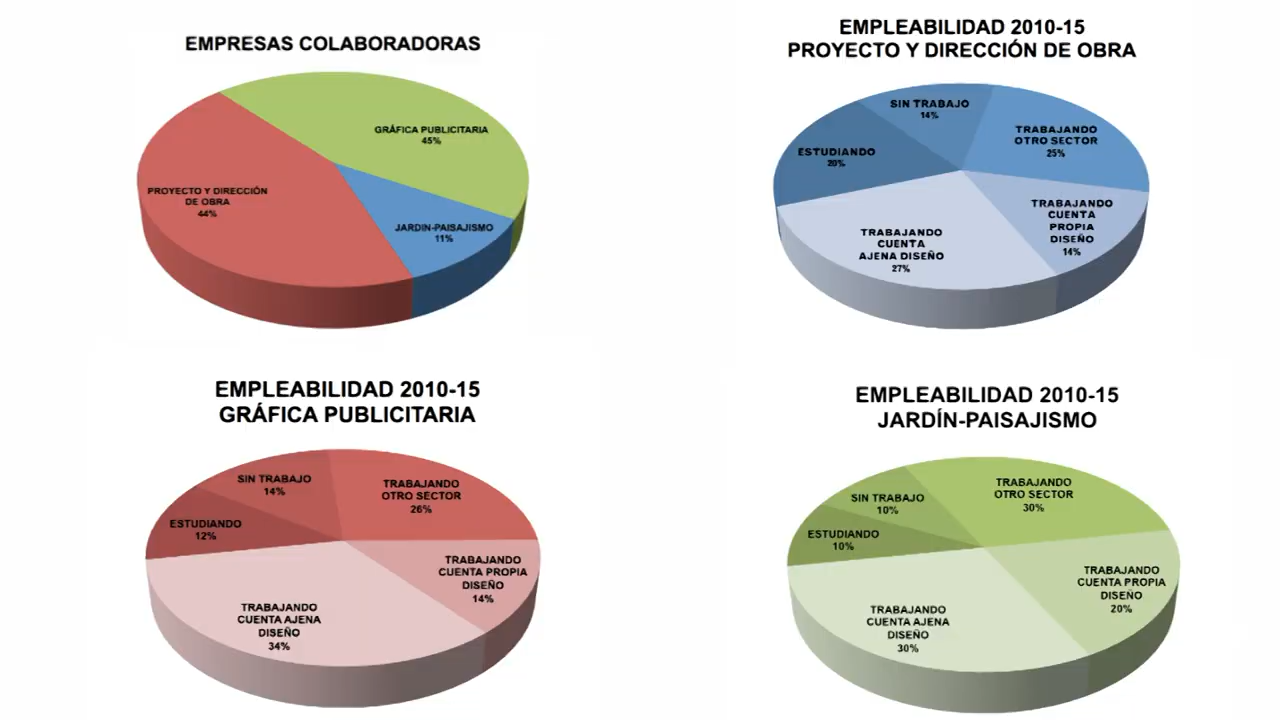 EMPRESAS COLABORADORAS
GRÁFICA PUBLICITARIA
45%
PROYECTO Y DIRECCIÓN
DE OBRA
44%
JARDIN-PAISAJISMO
11%
EMPLEABILIDAD 2010-15
PROYECTO Y DIRECCIÓN DE OBRA
SIN TRABAJO
14%
TRABAJANDO
OTRO SECTOR
25%
ESTUDIANDO
20%
TRABAJANDO
CUENTA
PROPIA
DISEÑO
14%
TRABAJANDO
CUENTA
AJENA DISEÑO
27%
EMPLEABILIDAD 2010-15
GRÁFICA PUBLICITARIA
SIN TRABAJO
14%
TRABAJANDO
OTRO SECTOR
26%
ESTUDIANDO
12%
TRABAJANDO
CUENTA PROPIA
DISEÑO
14%
TRABAJANDO
CUENTA AJENA
DISEÑO
34%
EMPLEABILIDAD 2010-15
JARDÍN-PAISAJISMO
TRABAJANDO
OTRO SECTOR
30%
SIN TRABAJO
10%
ESTUDIANDO
10%
TRABAJANDO
CUENTA PROPIA
DISEÑO
20%
TRABAJANDO
CUENTA AJENA
DISEÑO
30%